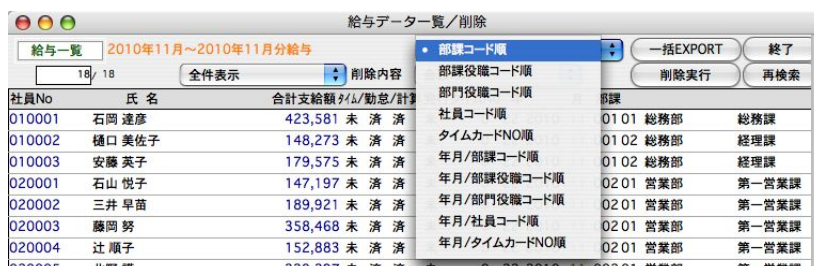 給与データ一覧／削除
給与一覧 2010年11月～2010年11月分給与 一括EXPORT 終了
18/ 18 全件表示 削除内容 削除実行 再検索
• 部課コード順
部課役職コード順
部門役職コード順
社員コード順
タイムカードNO順
年月/部課コード順
年月/部課役職コード順
年月/部門役職コード順
年月/社員コード順
年月/タイムカードNO順
社員No 氏 名 合計支給額 タイム/勤怠/計算 部課
010001 石岡 達彦 423,581 未 済 済 01 総務部 総務課
010002 樋口 美佐子 148,273 未 済 済 02 総務部 経理課
010003 安藤 英子 179,575 未 済 済 02 総務部 経理課
020001 石山 悦子 147,197 未 済 済 01 営業部 第一営業課
020002 三井 早苗 189,921 未 済 済 01 営業部 第一営業課
020003 藤岡 努 358,468 未 済 済 01 営業部 第一営業課
020004 辻 順子 152,883 未 済 済 01 営業部 第一営業課